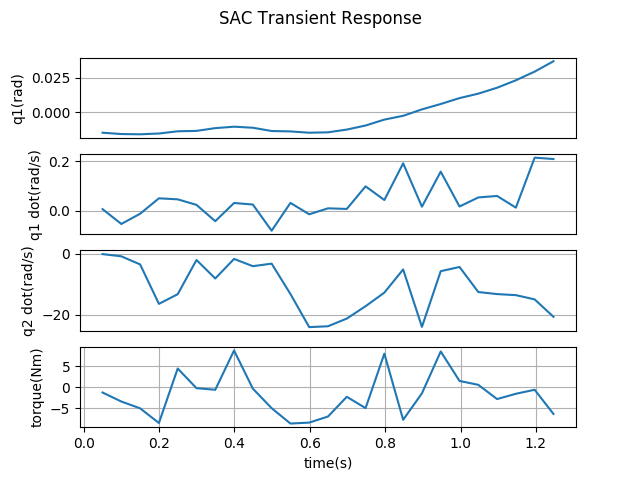 SAC Transient Response
q1(rad)
0.025
0.000
q1 dot(rad/s)
0.2
0.0
q2 dot(rad/s)
0
−20
torque(Nm)
5
0
−5
0.0 0.2 0.4 0.6 0.8 1.0 1.2
time(s)